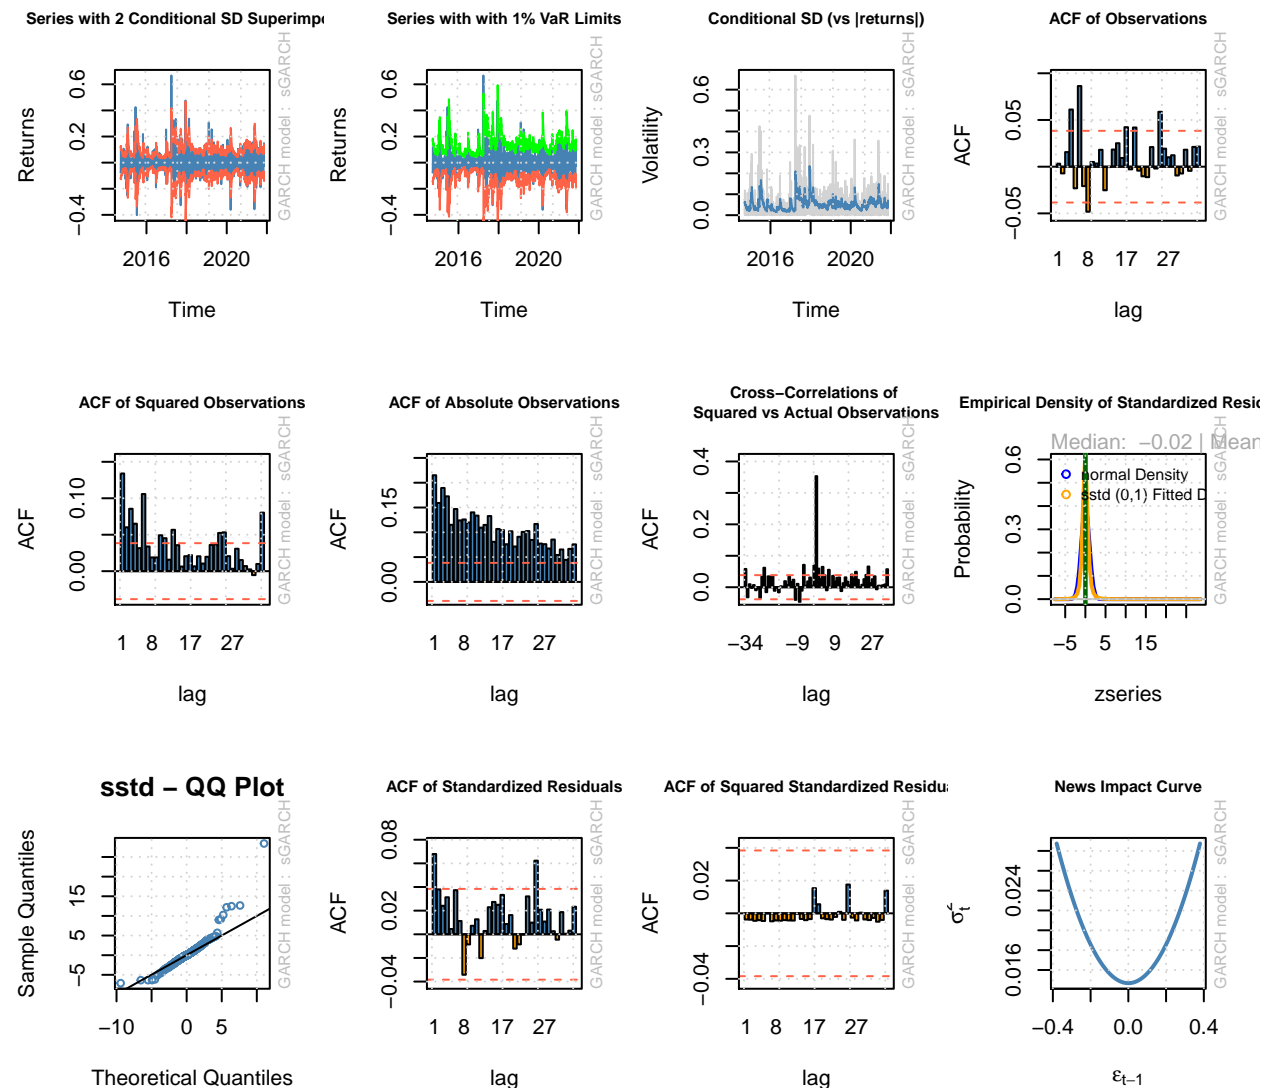 Series with 2 Conditional SD Superimpo
Returns
−0.4 0.2 0.6
2016 2020
Time
GARCH model : sGARCH
Series with with 1% VaR Limits
Returns
−0.4 0.2 0.6
2016 2020
Time
GARCH model : sGARCH
Conditional SD (vs |returns|)
Volatility
0.0 0.3 0.6
2016 2020
Time
GARCH model : sGARCH
ACF of Observations
ACF
−0.05 0.05
1 8 17 27
lag
GARCH model : sGARCH
ACF of Squared Observations
ACF
0.00 0.10
1 8 17 27
lag
GARCH model : sGARCH
ACF of Absolute Observations
ACF
0.00 0.15
1 8 17 27
lag
GARCH model : sGARCH
Cross−Correlations of
Squared vs Actual Observations
ACF
0.0 0.2 0.4
−34 −9 9 27
lag
GARCH model : sGARCH
Empirical Density of Standardized Resid
Median: −0.02 | Mean
normal Density
sstd (0,1) Fitted D
Probability
0.0 0.3 0.6
−5 5 15
zseries
GARCH model : sGARCH
sstd − QQ Plot
Sample Quantiles
−5 5 15
−10 0 5
Theoretical Quantiles
GARCH model : sGARCH
ACF of Standardized Residuals
ACF
−0.04 0.02 0.08
1 8 17 27
lag
GARCH model : sGARCH
ACF of Squared Standardized Residua
ACF
−0.04 0.02
1 8 17 27
lag
GARCH model : sGARCH
News Impact Curve
σt²
0.016 0.024
−0.4 0.0 0.4
εt−1
GARCH model : sGARCH